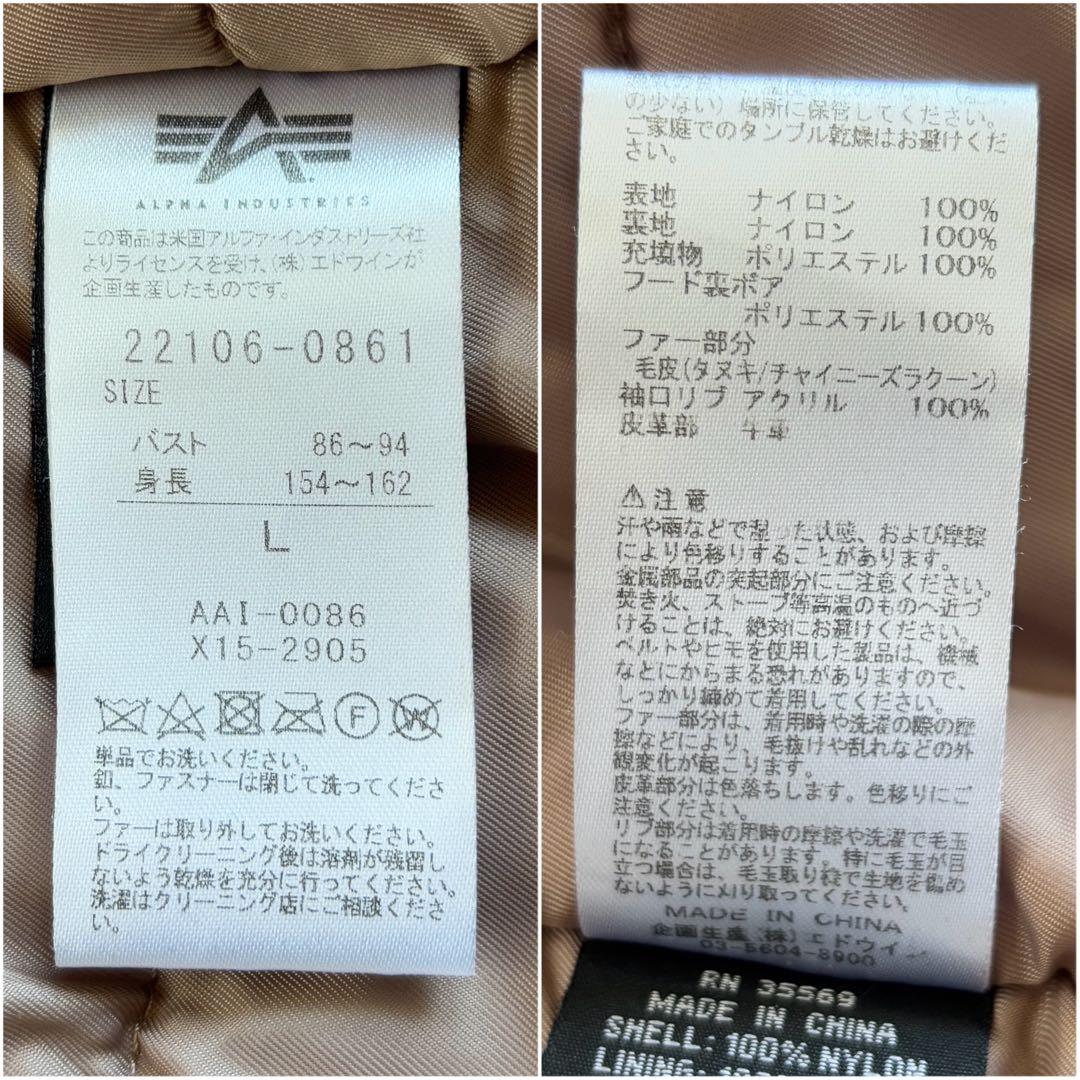 ALPHA INDUSTRIES
この商品は米国アルファ・インダストリーズ社
よりライセンスを受け、(株)エドウインが
企画生産したものです。
22106-0861
SIZE
バスト 86～94
身長 154～162
L
AAI-0086
X15-2905
F W
単品でお洗いください。
釦、ファスナーは閉じて洗ってくださ
い。
ファーは取り外してお洗いください。
ドライクリーニング後は溶剤が残留し
ないよう乾燥を充分に行ってください。
洗濯はクリーニング店にご相談くださ
い。
の少ない)場所に保管してください。
ご家庭でのタンブル乾燥はお避けくだ
さい。
表地 ナイロン 100%
裏地 ナイロン 100%
充填物 ポリエステル 100%
フード裏ボア
ポリエステル 100%
ファー部分
毛皮(タヌキ/チャイニーズラクーン)
袖口リブ アクリル 100%
皮革部 牛革
⚠注意
汗や雨などで湿った状態、および摩擦
により色移りすることがあります。
金属部品の突起部分にご注意ください。
焚き火、ストーブ等高温のものへ近づ
けることは、絶対にお避けください。
ベルトやヒモを使用した製品は、機械
などにからまる恐れがありますので、
しっかり纏めて着用してください。
ファー部分は、着用時や洗濯の際の摩
擦などにより、毛抜けや乱れなどの外
観変化が起こります。
皮革部分は色落ちします。色移りにご
注意ください。
リブ部分は着用時の摩擦や洗濯で毛玉
になることがあります。特に毛玉が目
立つ場合は、毛玉取り等で生地を傷め
ないように刈り取ってください。
MADE IN CHINA
企画生産(株)エドウイン
03-5604-8900
RN 35569
MADE IN CHINA
SHELL: 100% NYLON
LINING: